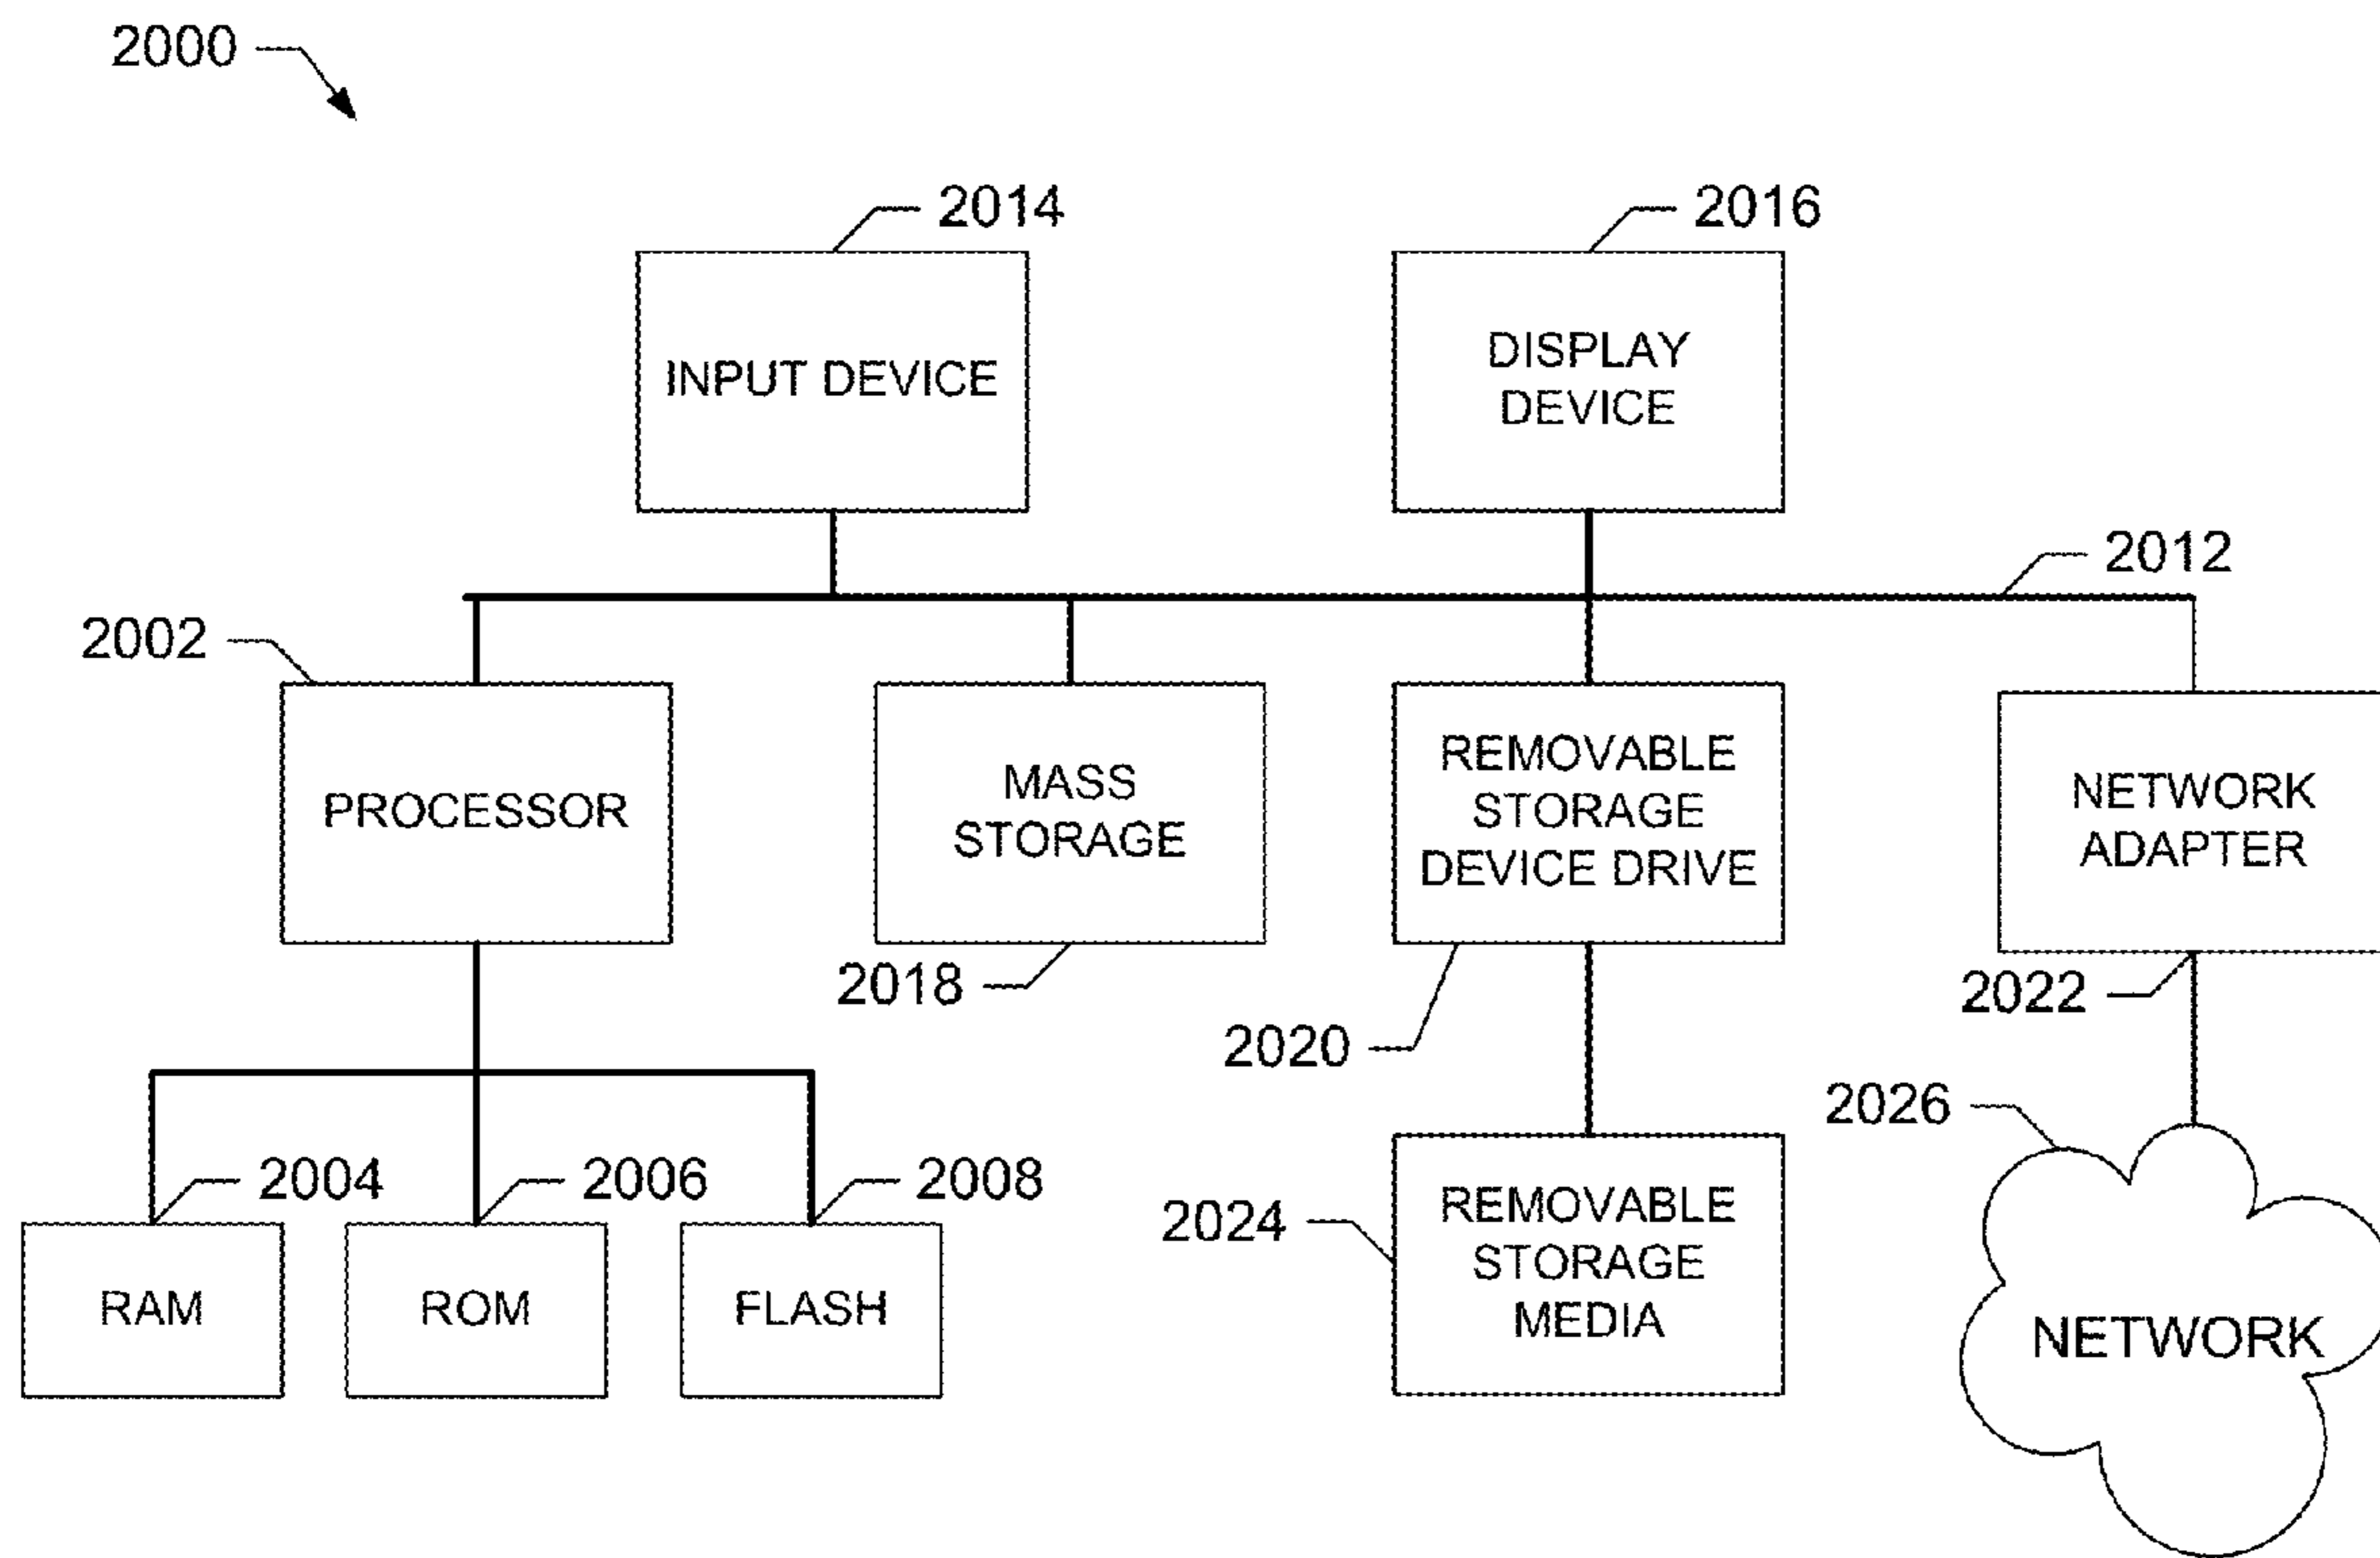 2000
2014
2016
INPUT DEVICE
DISPLAY
DEVICE
2012
2002
PROCESSOR
MASS
STORAGE
REMOVABLE
STORAGE
DEVICE DRIVE
NETWORK
ADAPTER
2018
2020
2022
2026
2004
2006
2008
2024
RAM
ROM
FLASH
REMOVABLE
STORAGE
MEDIA
NETWORK